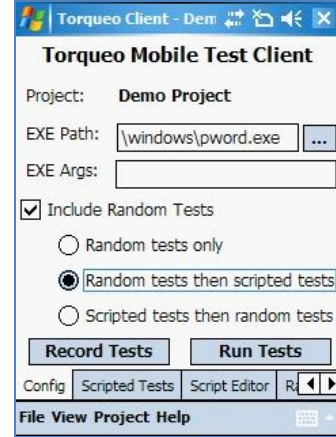 Torqueo Client - Dem
Torqueo Mobile Test Client
Project: Demo Project
EXE Path: \windows\pword.exe ...
EXE Args:
Include Random Tests
Random tests only
Random tests then scripted tests
Scripted tests then random tests
Record Tests Run Tests
Config Scripted Tests Script Editor
File View Project Help